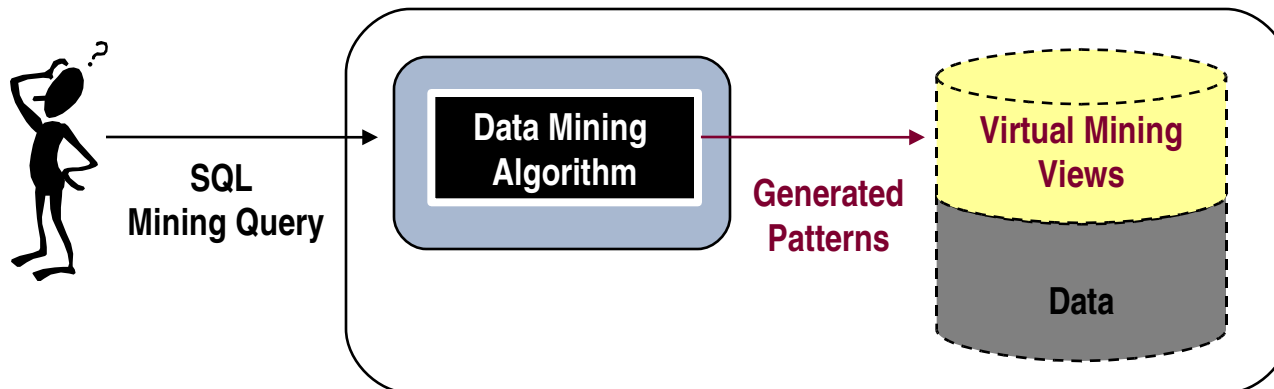 ?
SQL
Mining Query
Data Mining
Algorithm
Generated
Patterns
Virtual Mining
Views
Data